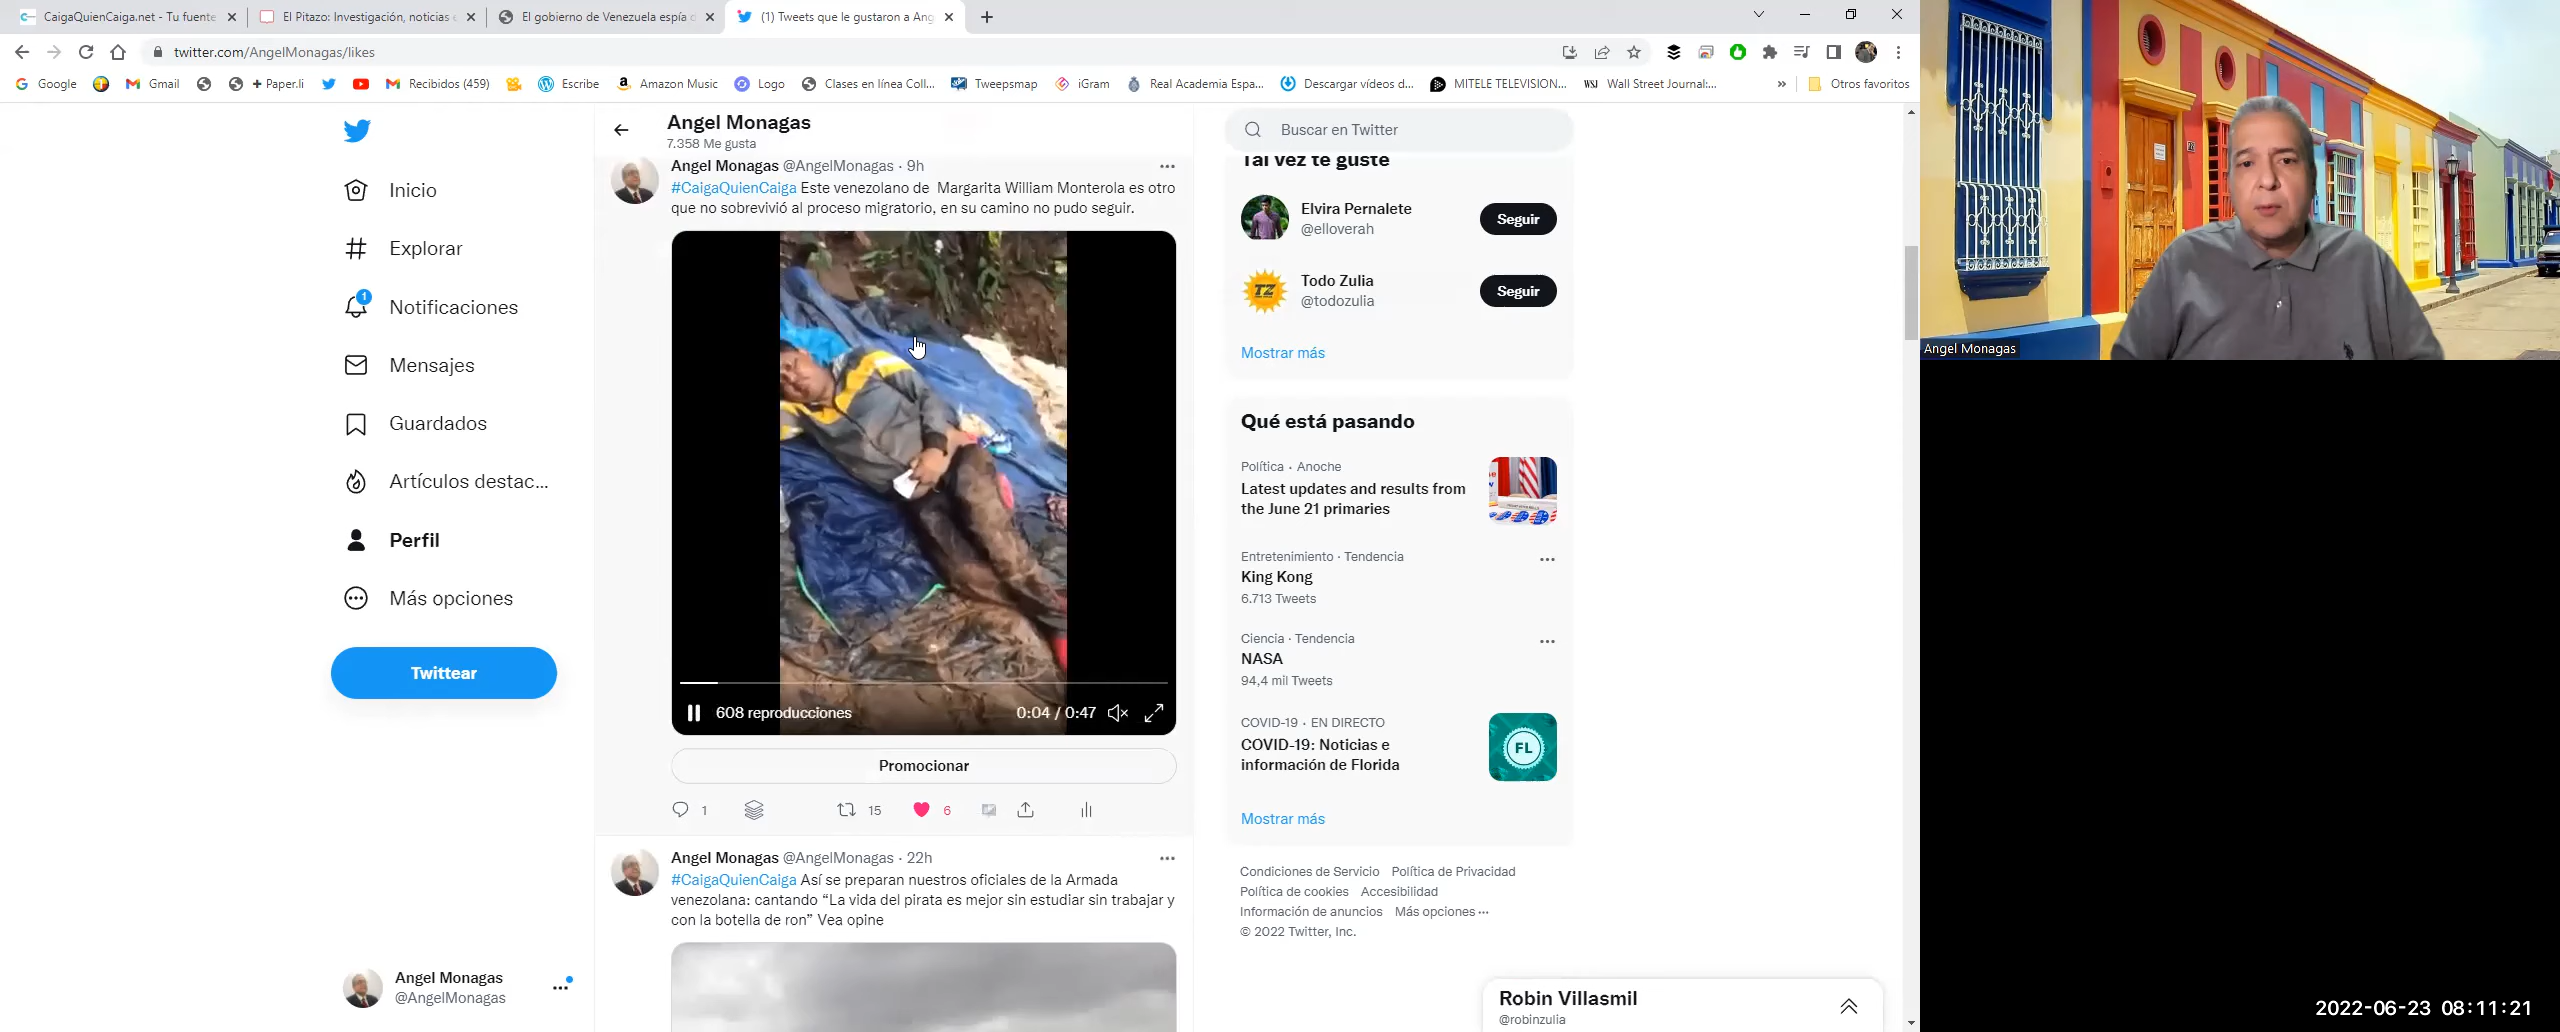 CaigaQuienCaiga.net - Tu fuente
El Pitazo: Investigación, noticias
El gobierno de Venezuela espía
(1) Tweets que le gustaron a Ang
twitter.com/AngelMonagas/likes
Google
Gmail
+ Paper.li
Recibidos (459)
Escribe
Amazon Music
Logo
Clases en línea Coll...
Tweepsmap
iGram
Real Academia Espa...
Descargar vídeos d...
MITELE TELEVISION...
WSJ
Wall Street Journal:...
»
Otros favoritos
Inicio
Explorar
1
Notificaciones
Mensajes
Guardados
Artículos destac...
Perfil
Más opciones
Twittear
Angel Monagas
@AngelMonagas
Angel Monagas
7.358 Me gusta
Angel Monagas @AngelMonagas · 9h
#CaigaQuienCaiga Este venezolano de Margarita William Monterola es otro
que no sobrevivió al proceso migratorio, en su camino no pudo seguir.
608 reproducciones
0:04 / 0:47
Promocionar
1
15
6
Angel Monagas @AngelMonagas · 22h
#CaigaQuienCaiga Así se preparan nuestros oficiales de la Armada
venezolana: cantando “La vida del pirata es mejor sin estudiar sin trabajar y
con la botella de ron” Vea opine
Buscar en Twitter
Tal vez te guste
Elvira Pernalete
@elloverah
Seguir
Todo Zulia
@todozulia
Seguir
TZ
Mostrar más
Qué está pasando
Política · Anoche
Latest updates and results from
the June 21 primaries
Entretenimiento · Tendencia
King Kong
6.713 Tweets
Ciencia · Tendencia
NASA
94,4 mil Tweets
COVID-19 · EN DIRECTO
COVID-19: Noticias e
información de Florida
FL
Mostrar más
Condiciones de Servicio Política de Privacidad
Política de cookies Accesibilidad
Información de anuncios Más opciones ···
© 2022 Twitter, Inc.
Robin Villasmil
@robinzulia
Angel Monagas
2022-06-23 08:11:21